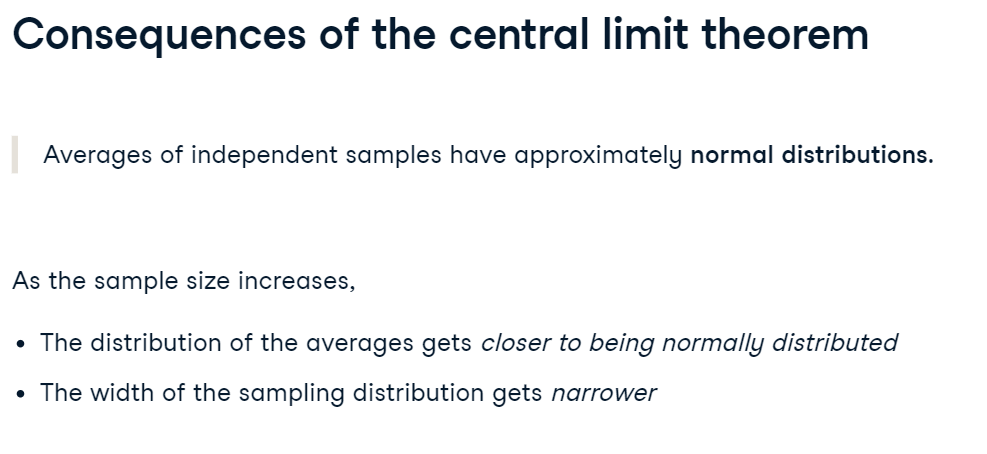 Consequences of the central limit theorem
Averages of independent samples have approximately normal distributions.
As the sample size increases,
• The distribution of the averages gets closer to being normally distributed
• The width of the sampling distribution gets narrower